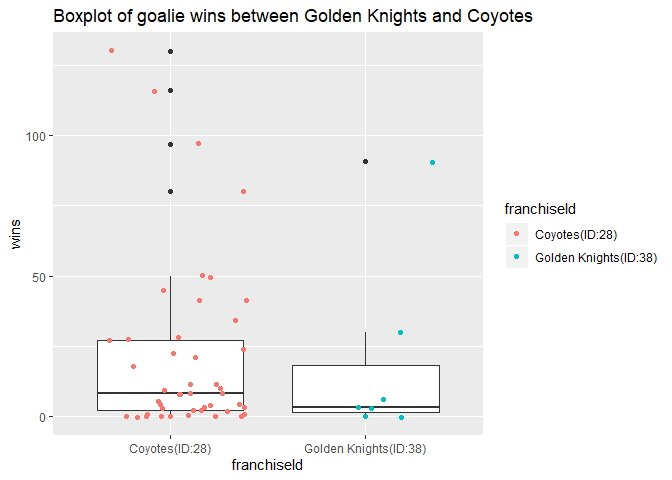 Boxplot of goalie wins between Golden Knights and Coyotes
wins
100
50
0
Coyotes(ID:28)
Golden Knights(ID:38)
franchiseId
franchiseId
Coyotes(ID:28)
Golden Knights(ID:38)